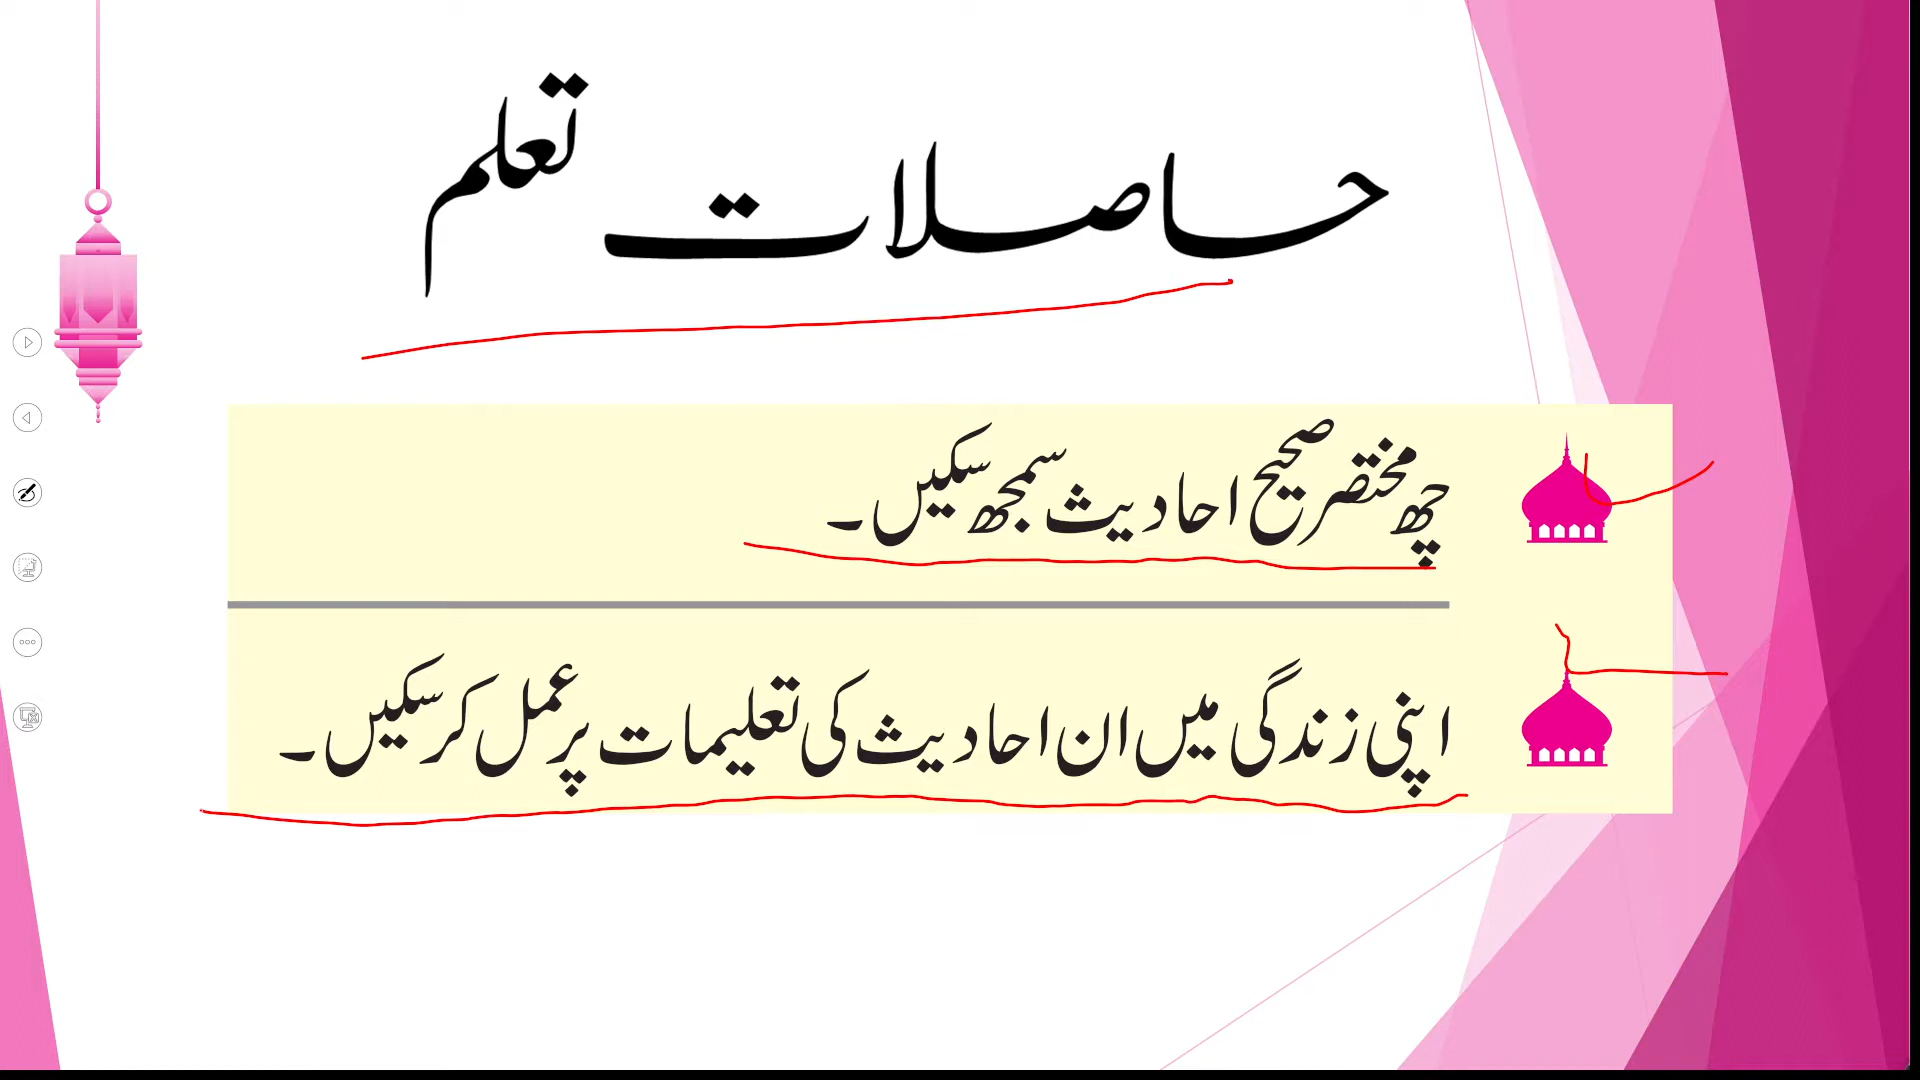 حاصلات تعلم
چھ مختصر صحیح احادیث سمجھ سکیں۔
اپنی زندگی میں ان احادیث کی تعلیمات پر عمل کر سکیں۔